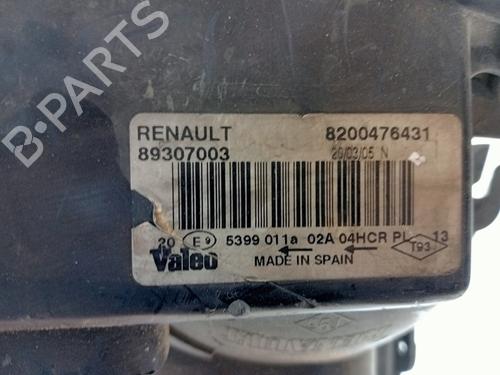 B-PARTS
RENAULT 8200476431
89307003 20/03/05 N
20 E9 5399 011a 02A 04HCR PL 13
T93
Valeo MADE IN SPAIN